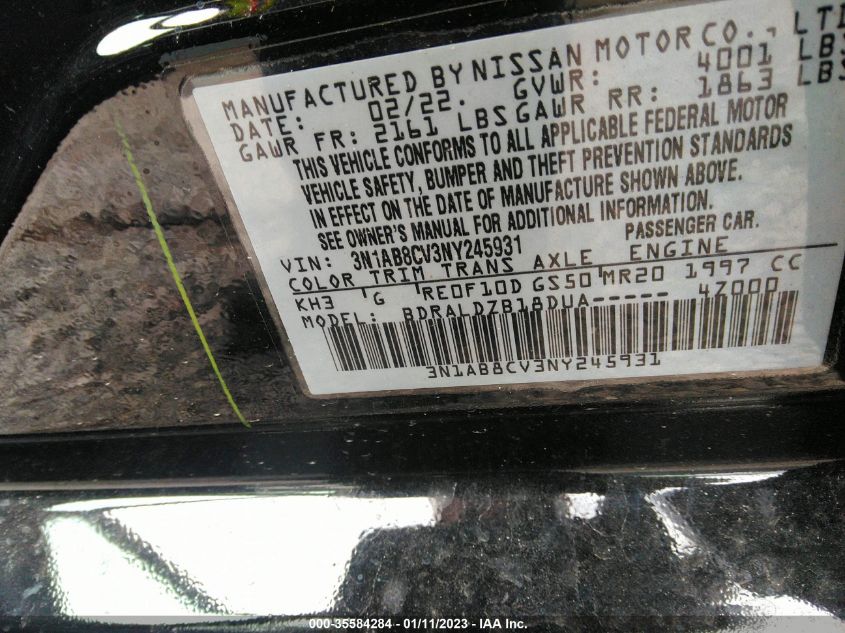 MANUFACTURED BY NISSAN MOTOR CO., LT
DATE: 02/22. GVWR: 4001 LBS
GAWR FR: 2161 LBS GAWR RR: 1863 LBS
THIS VEHICLE CONFORMS TO ALL APPLICABLE FEDERAL MOTOR
VEHICLE SAFETY, BUMPER AND THEFT PREVENTION STANDARDS
IN EFFECT ON THE DATE OF MANUFACTURE SHOWN ABOVE.
SEE OWNER'S MANUAL FOR ADDITIONAL INFORMATION.
VIN: 3N1AB8CV3NY245931 PASSENGER CAR.
COLOR TRIM TRANS AXLE ENGINE
KH3 G RE0F10D GS50 MR20 1997 CC
MODEL: BDRALDZB18DUA----- 4Z000
3N1AB8CV3NY245931
000-35584284 - 01/11/2023 - IAA Inc.